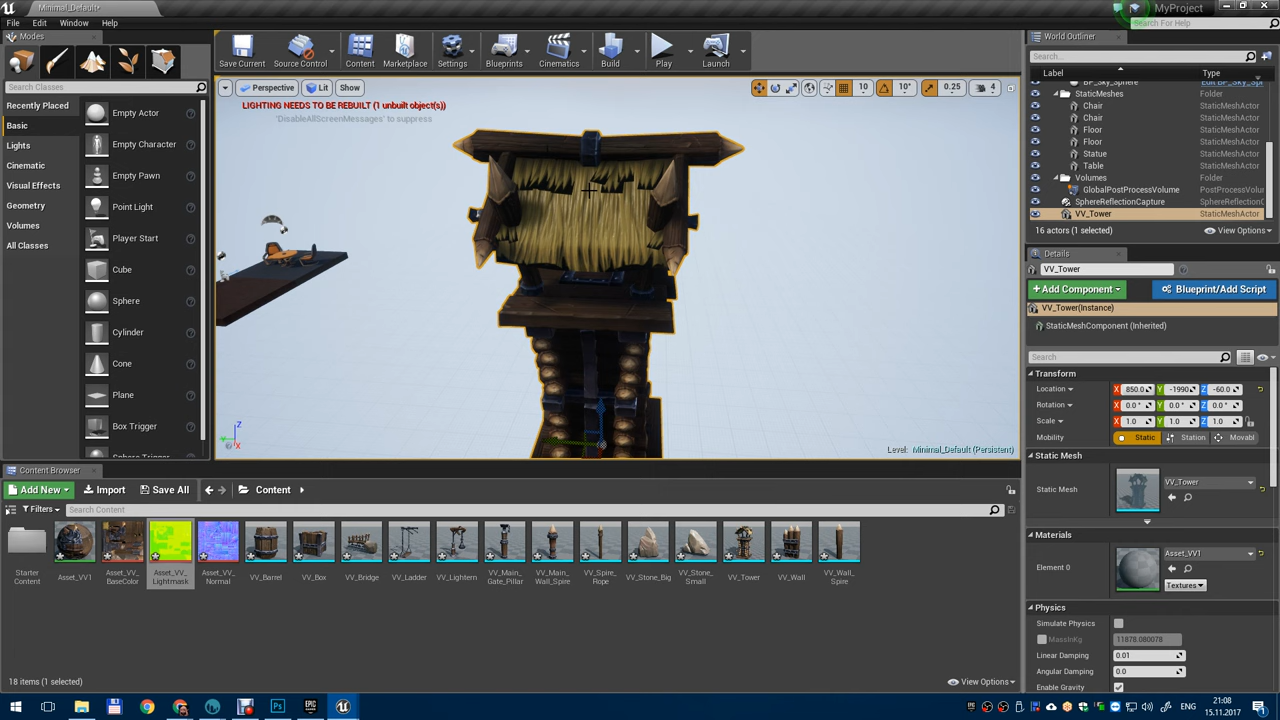 Minimal_Default*
MyProject
File Edit Window Help
Search For Help
Modes
Search Classes
Recently Placed
Basic
Lights
Cinematic
Visual Effects
Geometry
Volumes
All Classes
Empty Actor
Empty Character
Empty Pawn
Point Light
Player Start
Cube
Sphere
Cylinder
Cone
Plane
Box Trigger
Sphere Trigger
Save Current
Source Control
Content
Marketplace
Settings
Blueprints
Cinematics
Build
Play
Launch
Perspective
Lit
Show
10
10°
0.25
4
LIGHTING NEEDS TO BE REBUILT (1 unbuilt object(s))
'DisableAllScreenMessages' to suppress
Level: Minimal_Default (Persistent)
World Outliner
Search...
Label Type
BP_Sky_Sphere Edit BP_Sky_Sp
StaticMeshes Folder
Chair StaticMeshActor
Chair StaticMeshActor
Floor StaticMeshActor
Floor StaticMeshActor
Statue StaticMeshActor
Table StaticMeshActor
Volumes Folder
GlobalPostProcessVolume PostProcessVolu
SphereReflectionCapture SphereReflectionC
VV_Tower StaticMeshActor
16 actors (1 selected) View Options
Details
VV_Tower
+Add Component
Blueprint/Add Script
VV_Tower(Instance)
StaticMeshComponent (Inherited)
Search
Transform
Location X 850.0 Y -1990 Z -60.0
Rotation X 0.0 ° Y 0.0 ° Z 0.0 °
Scale X 1.0 Y 1.0 Z 1.0
Mobility Static Station Movabl
Static Mesh
Static Mesh VV_Tower
Materials
Element 0 Asset_VV1
Textures
Physics
Simulate Physics
MassInKg 11878.080078
Linear Damping 0.01
Angular Damping 0.0
Enable Gravity
Content Browser
Add New
Import
Save All
Content
Filters
Search Content
Starter Content
Asset_VV1
Asset_VV_BaseColor
Asset_VV_Lightmask
Asset_VV_Normal
VV_Barrel
VV_Box
VV_Bridge
VV_Ladder
VV_Lightern
VV_Main_Gate_Pillar
VV_Main_Wall_Spire
VV_Spire_Rope
VV_Stone_Big
VV_Stone_Small
VV_Tower
VV_Wall
VV_Wall_Spire
18 items (1 selected)
View Options
ENG
21:08
15.11.2017